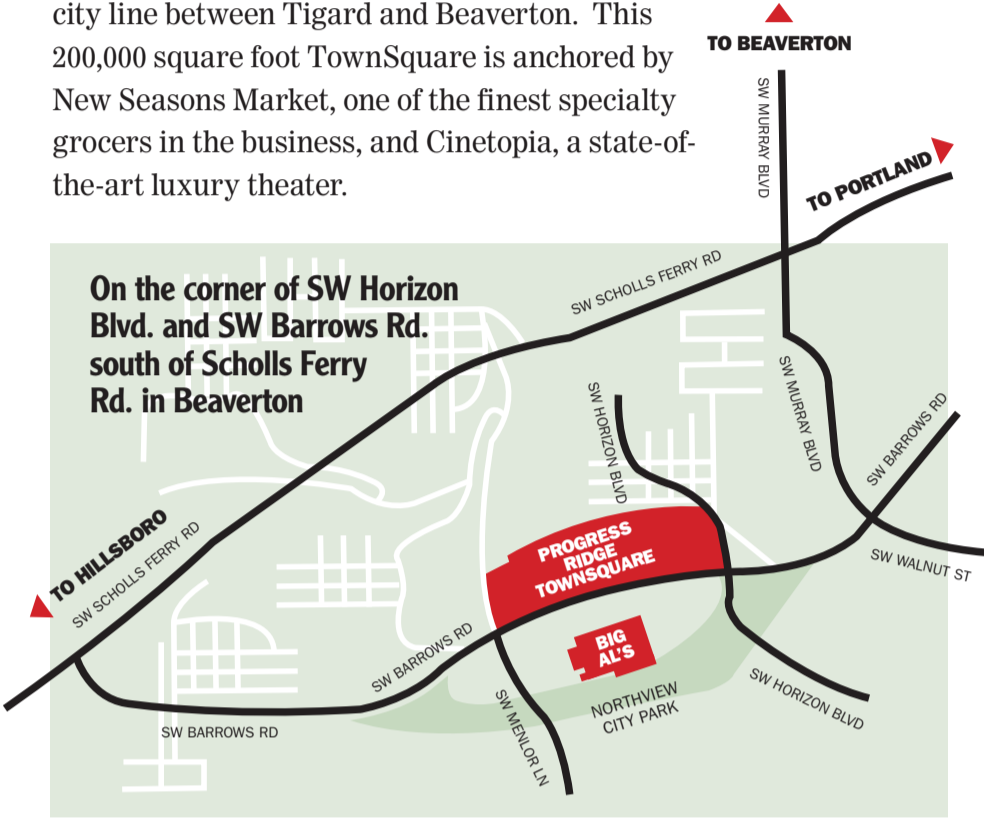 city line between Tigard and Beaverton.  This
200,000 square foot TownSquare is anchored by
New Seasons Market, one of the finest specialty
grocers in the business, and Cinetopia, a state-of-
the-art luxury theater.
TO BEAVERTON
SW MURRAY BLVD
TO PORTLAND
On the corner of SW Horizon
Blvd. and SW Barrows Rd.
south of Scholls Ferry
Rd. in Beaverton
SW SCHOLLS FERRY RD
SW HORIZON BLVD
SW MURRAY BLVD
SW BARROWS RD
TO HILLSBORO
SW SCHOLLS FERRY RD
PROGRESS
RIDGE
TOWNSQUARE
SW WALNUT ST
SW BARROWS RD
BIG
AL'S
NORTHVIEW
CITY PARK
SW HORIZON BLVD
SW MENLOR LN
SW BARROWS RD